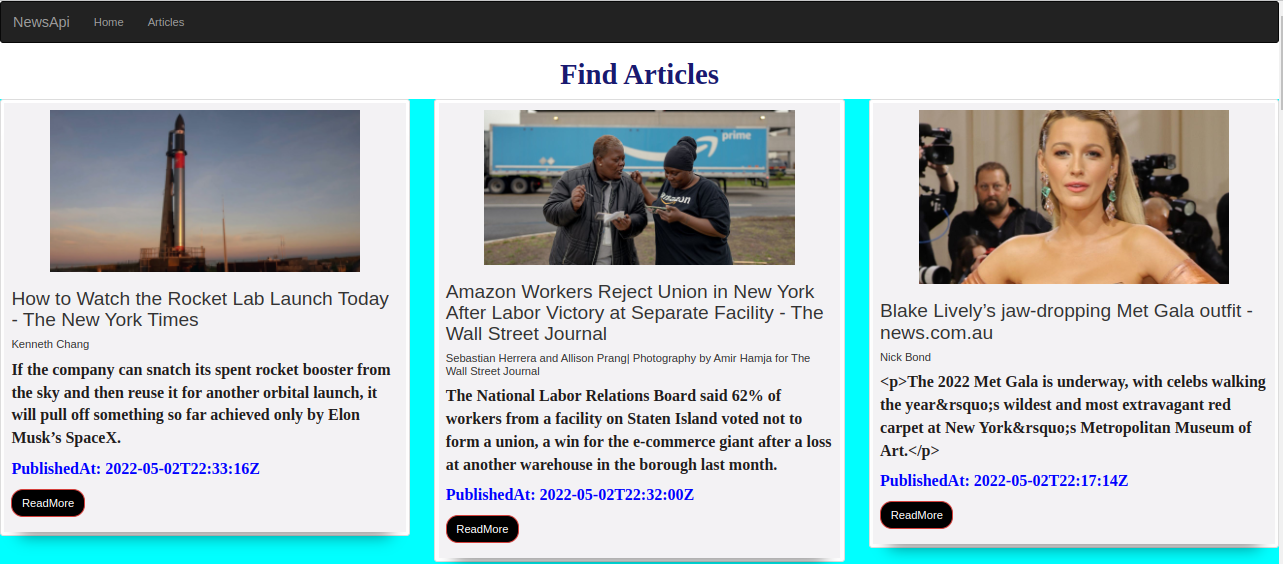 NewsApi Home Articles
Find Articles
prime
amazon
How to Watch the Rocket Lab Launch Today
- The New York Times
Kenneth Chang
If the company can snatch its spent rocket booster from
the sky and then reuse it for another orbital launch, it
will pull off something so far achieved only by Elon
Musk’s SpaceX.
PublishedAt: 2022-05-02T22:33:16Z
ReadMore
Amazon Workers Reject Union in New York
After Labor Victory at Separate Facility - The
Wall Street Journal
Sebastian Herrera and Allison Prang| Photography by Amir Hamja for The
Wall Street Journal
The National Labor Relations Board said 62% of
workers from a facility on Staten Island voted not to
form a union, a win for the e-commerce giant after a loss
at another warehouse in the borough last month.
PublishedAt: 2022-05-02T22:32:00Z
ReadMore
Blake Lively’s jaw-dropping Met Gala outfit -
news.com.au
Nick Bond
<p>The 2022 Met Gala is underway, with celebs walking
the year&rsquo;s wildest and most extravagant red
carpet at New York&rsquo;s Metropolitan Museum of
Art.</p>
PublishedAt: 2022-05-02T22:17:14Z
ReadMore